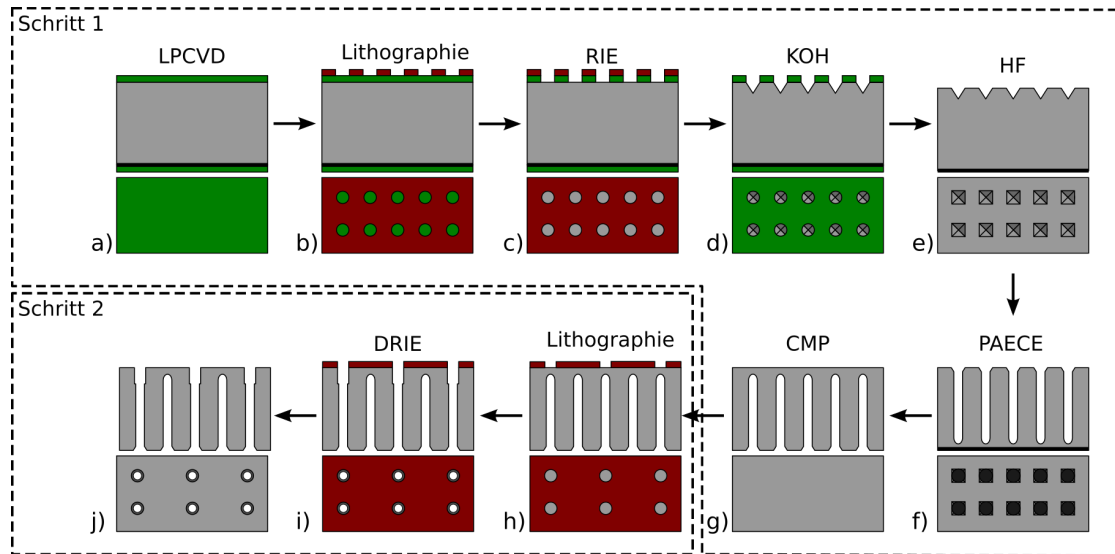 Schritt 1
LPCVD
Lithographie
RIE
KOH
HF
a)
b)
c)
d)
e)
Schritt 2
DRIE
Lithographie
CMP
PAECE
j)
i)
h)
g)
f)